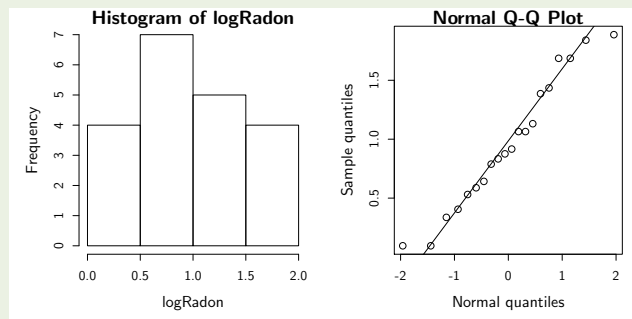 Histogram of logRadon
Frequency
0 1 2 3 4 5 6 7
0.0 0.5 1.0 1.5 2.0
logRadon
Normal Q-Q Plot
Sample quantiles
0.5 1.0 1.5
-2 -1 0 1 2
Normal quantiles